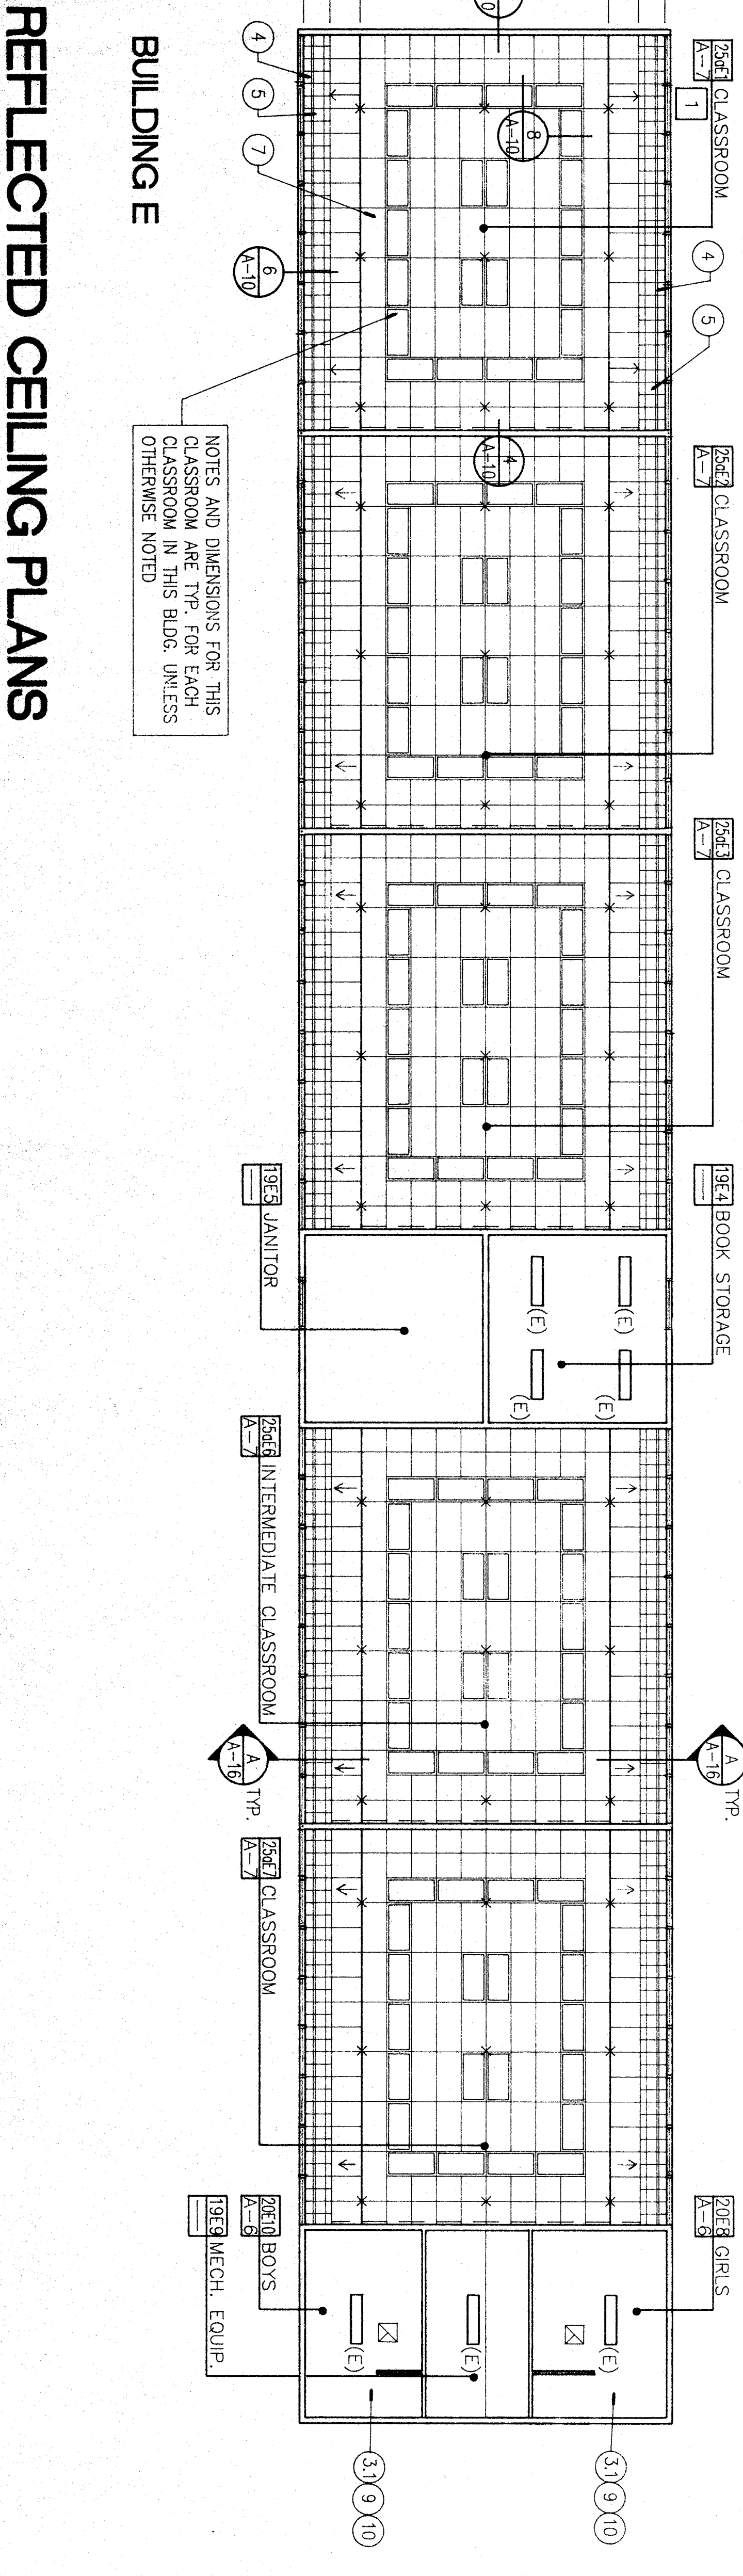 REFLECTED CEILING PLANS
BUILDING E
25aE1 CLASSROOM
A-7
1
25aE2 CLASSROOM
A-7
25aE3 CLASSROOM
A-7
19E4 BOOK STORAGE
19E5 JANITOR
25aE6 INTERMEDIATE CLASSROOM
A-7
25aE7 CLASSROOM
A-7
20E8 GIRLS
A-6
20E10 BOYS
A-6
19E9 MECH. EQUIP.
NOTES AND DIMENSIONS FOR THIS
CLASSROOM ARE TYP. FOR EACH
CLASSROOM IN THIS BLDG. UNLESS
OTHERWISE NOTED
4
5
7
6
A-10
8
A-10
4
A-10
4
5
A
A-16
TYP.
A
A-16
TYP.
(E)
(E)
(E)
(E)
(E)
(E)
(E)
3.1 9 10
3.1 9 10